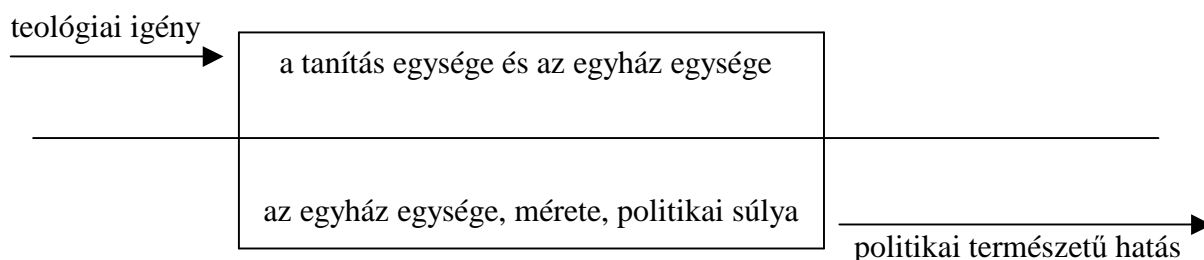 teológiai igény
a tanítás egysége és az egyház egysége
az egyház egysége, mérete, politikai súlya
politikai természetű hatás